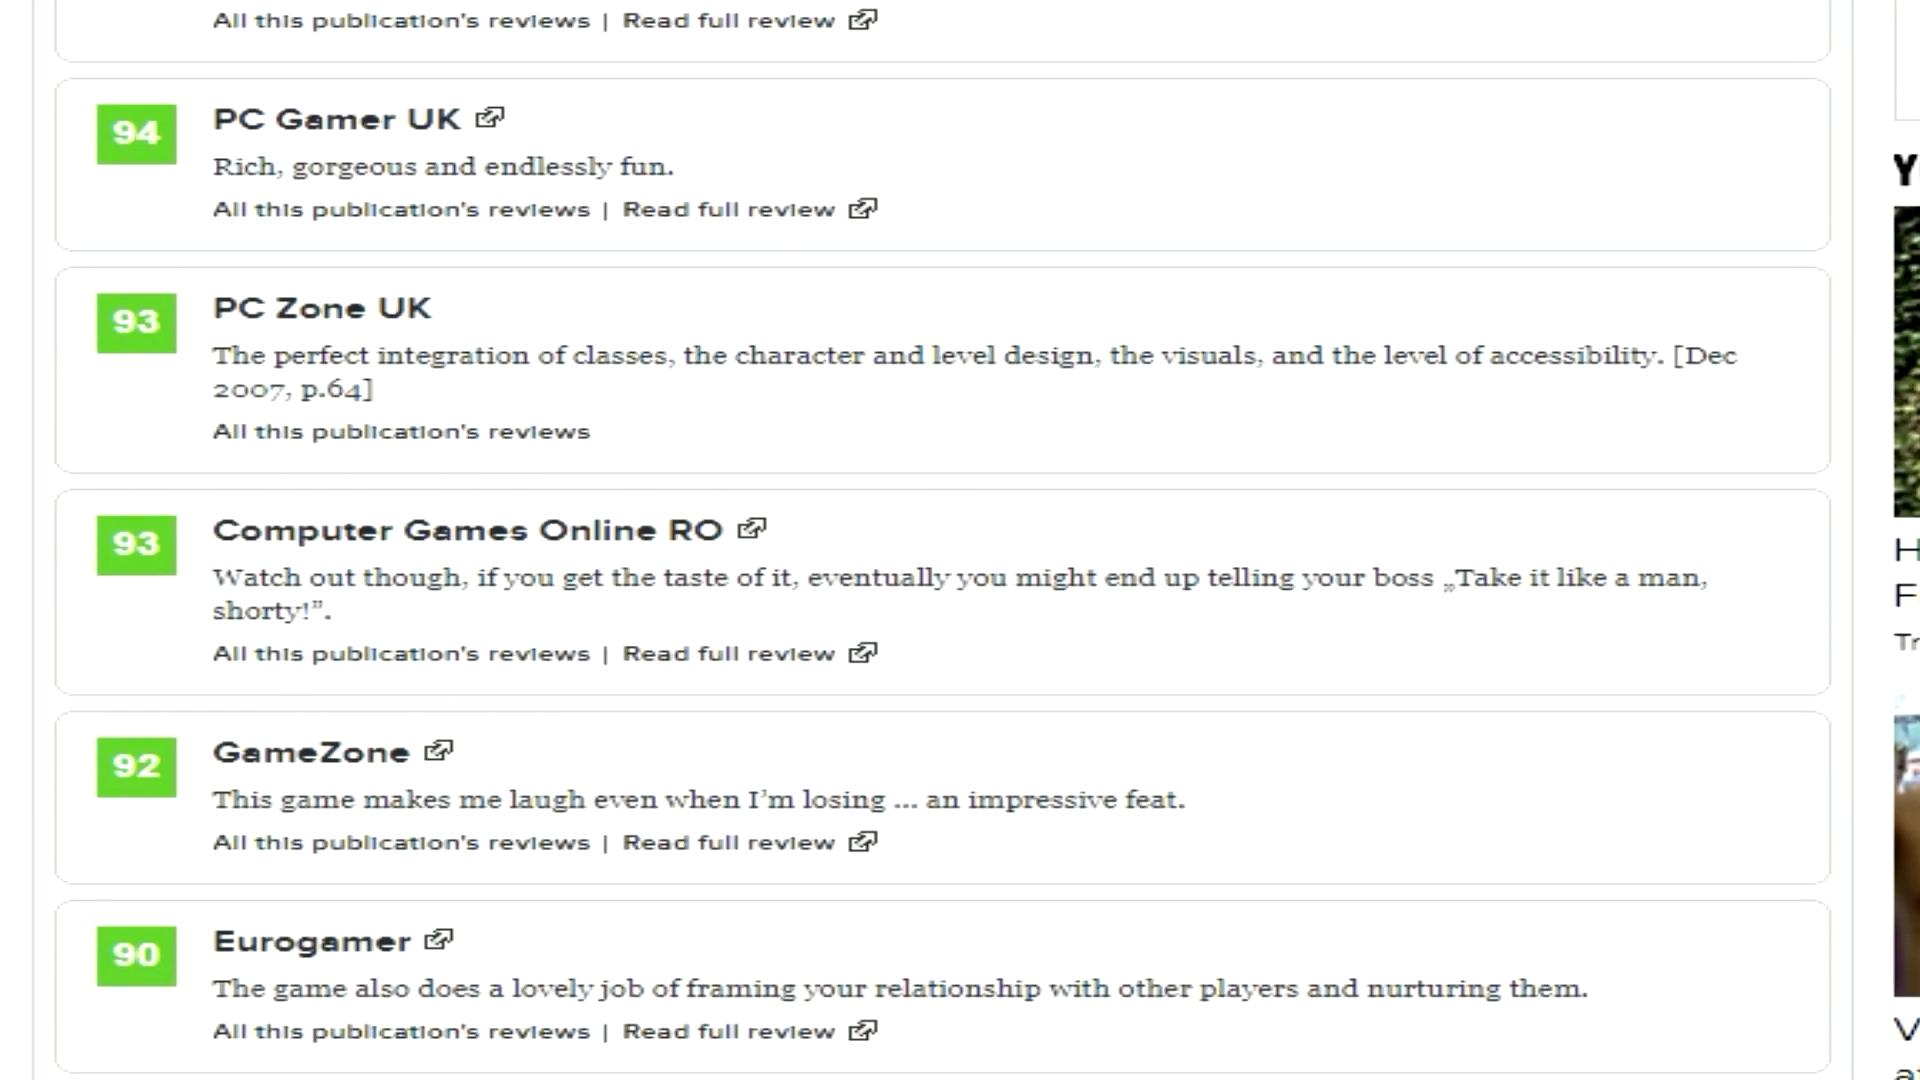 All this publication's reviews | Read full review
94
PC Gamer UK
Rich, gorgeous and endlessly fun.
All this publication's reviews | Read full review
93
PC Zone UK
The perfect integration of classes, the character and level design, the visuals, and the level of accessibility. [Dec
2007, p.64]
All this publication's reviews
93
Computer Games Online RO
Watch out though, if you get the taste of it, eventually you might end up telling your boss „Take it like a man,
shorty!”.
All this publication's reviews | Read full review
92
GameZone
This game makes me laugh even when I’m losing ... an impressive feat.
All this publication's reviews | Read full review
90
Eurogamer
The game also does a lovely job of framing your relationship with other players and nurturing them.
All this publication's reviews | Read full review